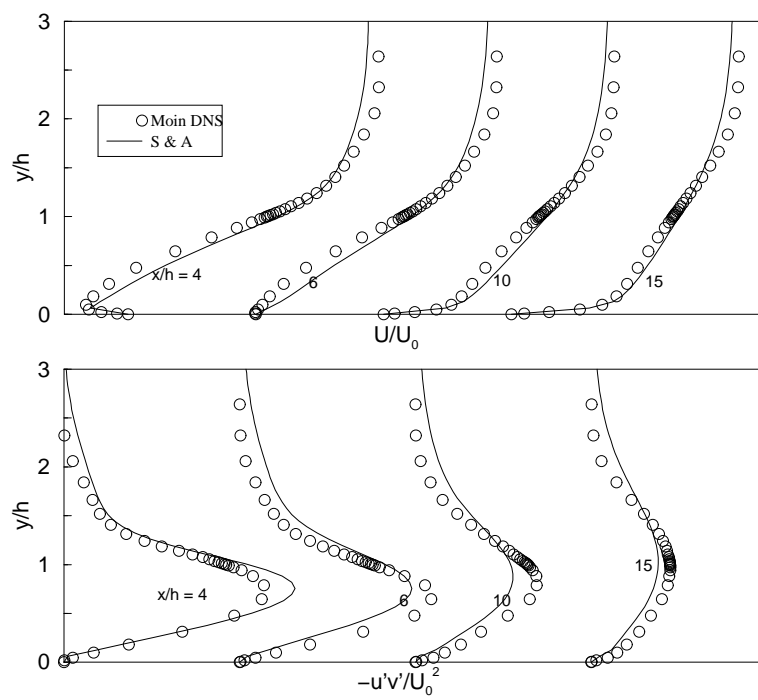 3
2
1
0
y/h
Moin DNS
S & A
x/h = 4
6
10
15
U/U₀
3
2
1
0
y/h
x/h = 4
6
10
15
-u'v'/U₀²